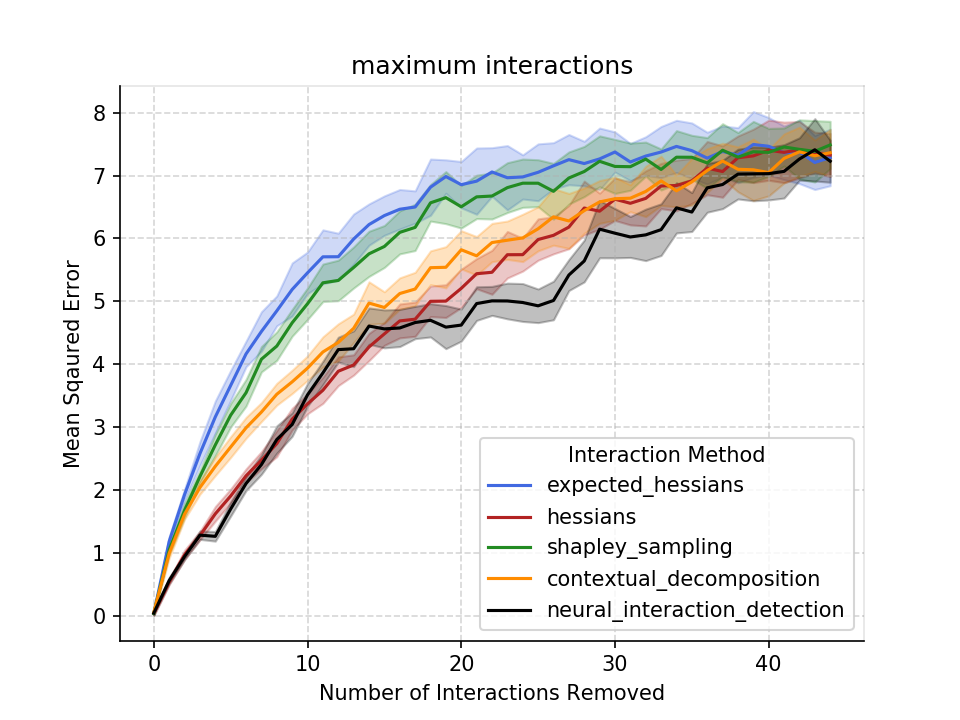 maximum interactions
Mean Sqaured Error
8
7
6
5
4
3
2
1
0
0 10 20 30 40
Number of Interactions Removed
Interaction Method
expected_hessians
hessians
shapley_sampling
contextual_decomposition
neural_interaction_detection